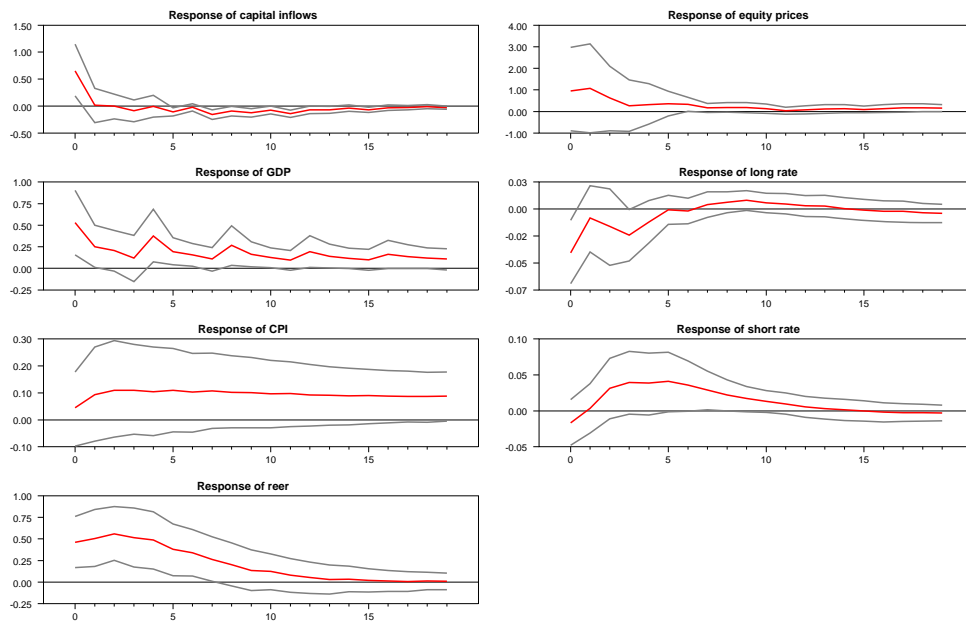 Response of capital inflows
1.50
1.00
0.50
0.00
-0.50
0 5 10 15
Response of equity prices
4.00
3.00
2.00
1.00
0.00
-1.00
0 5 10 15
Response of GDP
1.00
0.75
0.50
0.25
0.00
-0.25
0 5 10 15
Response of long rate
0.03
0.00
-0.02
-0.05
-0.07
0 5 10 15
Response of CPI
0.30
0.20
0.10
0.00
-0.10
0 5 10 15
Response of short rate
0.10
0.05
0.00
-0.05
0 5 10 15
Response of reer
1.00
0.75
0.50
0.25
0.00
-0.25
0 5 10 15